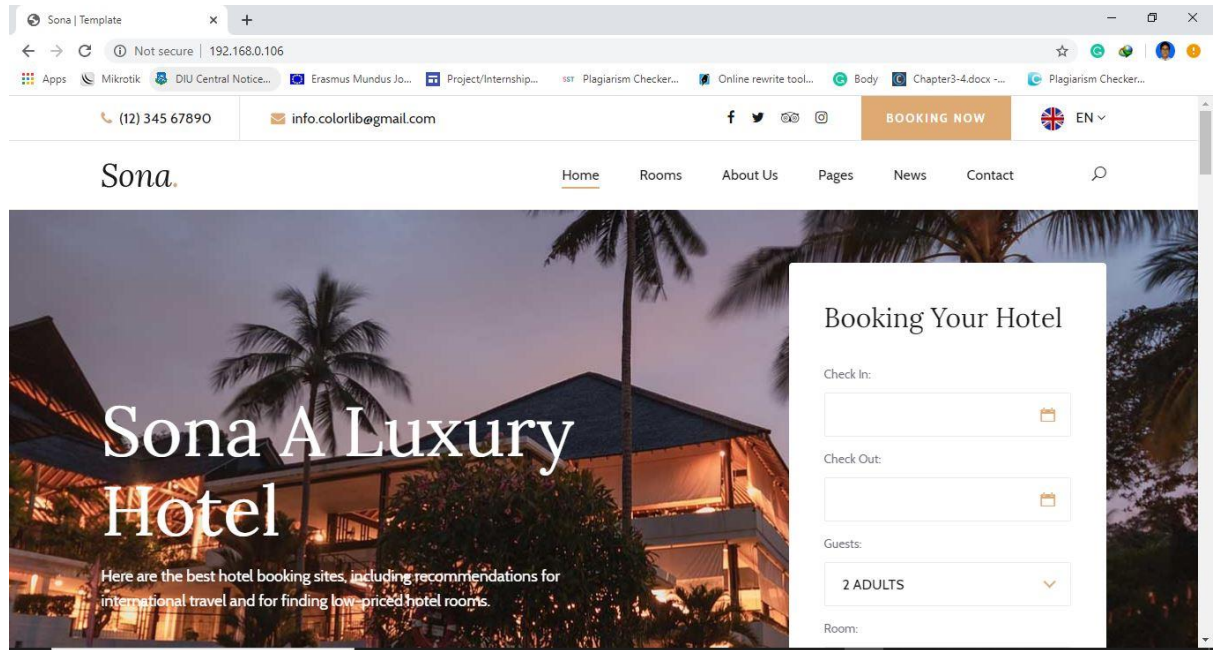 Sona | Template
Not secure | 192.168.0.106
Apps Mikrotik DIU Central Notice... Erasmus Mundus Jo... Project/Internship... SST Plagiarism Checker... Online rewrite tool... Body Chapter3-4.docx -... Plagiarism Checker...
(12) 345 67890 info.colorlib@gmail.com BOOKING NOW EN
Sona. Home Rooms About Us Pages News Contact
Booking Your Hotel
Check In:
Sona A Luxury
Hotel
Check Out:
Guests:
Here are the best hotel booking sites, including recommendations for
international travel and for finding low-priced hotel rooms.
2 ADULTS
Room: